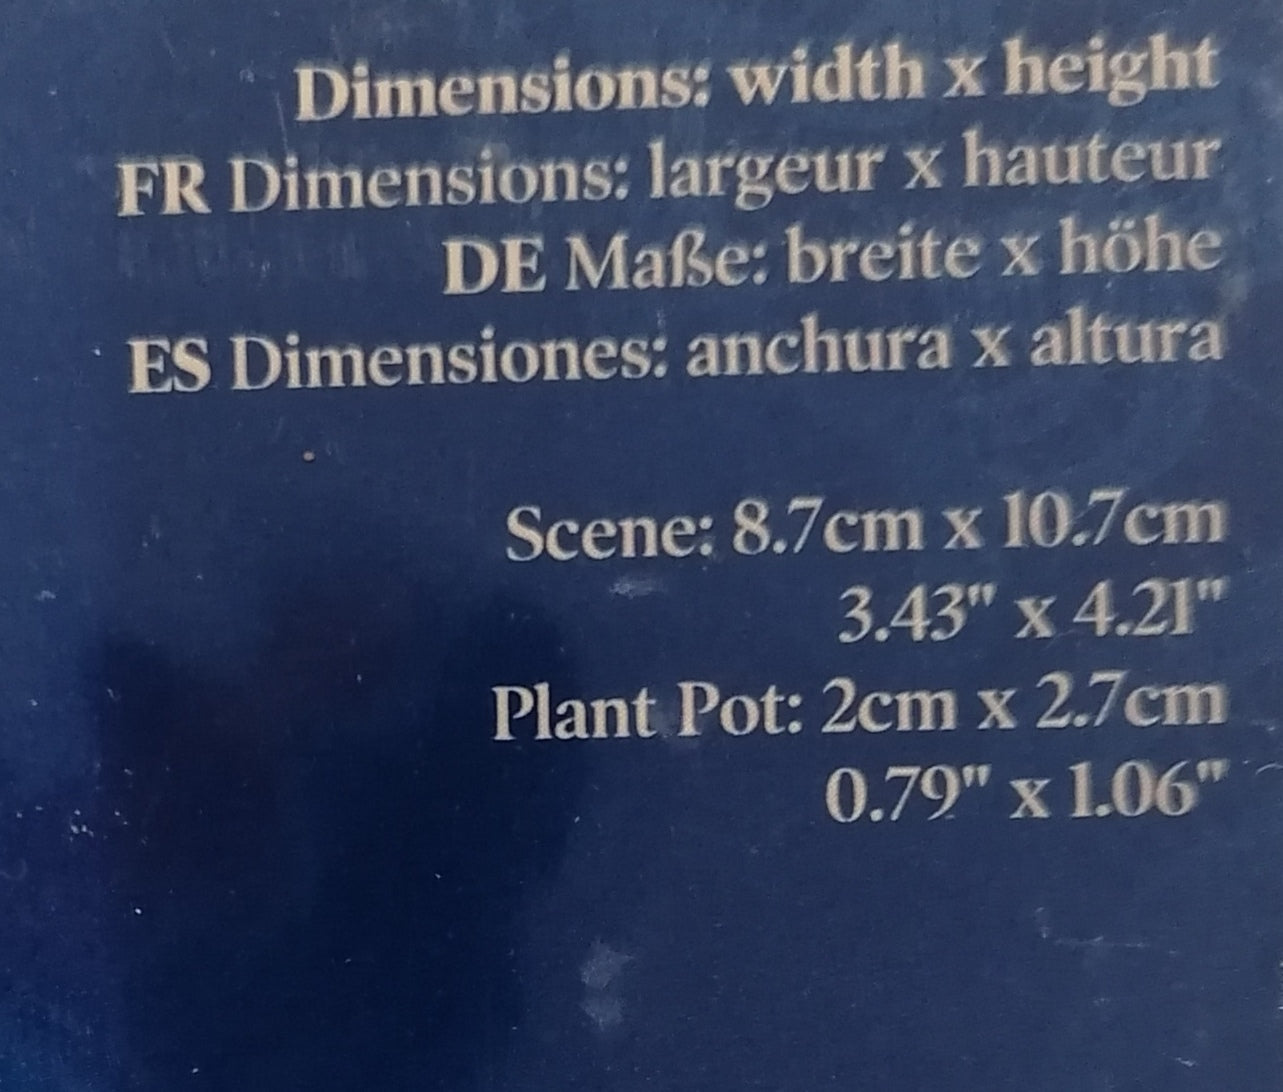 Dimensions: width x height
FR Dimensions: largeur x hauteur
DE Maße: breite x höhe
ES Dimensiones: anchura x altura
Scene: 8.7cm x 10.7cm
3.43" x 4.21"
Plant Pot: 2cm x 2.7cm
0.79" x 1.06"